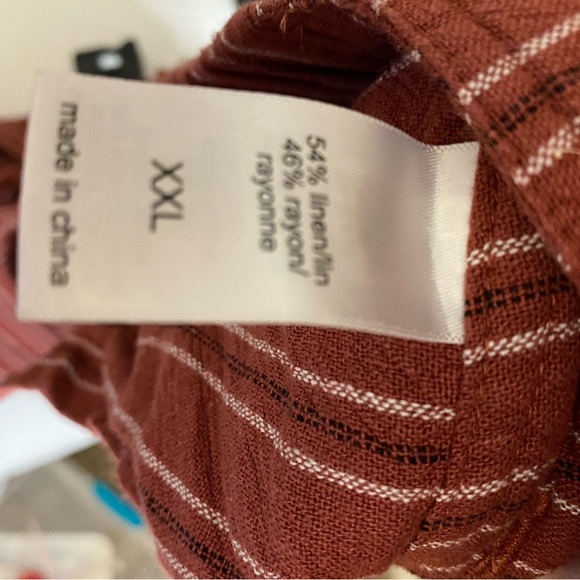 54% linen/lin
46% rayon/
rayonne
XXL
made in china